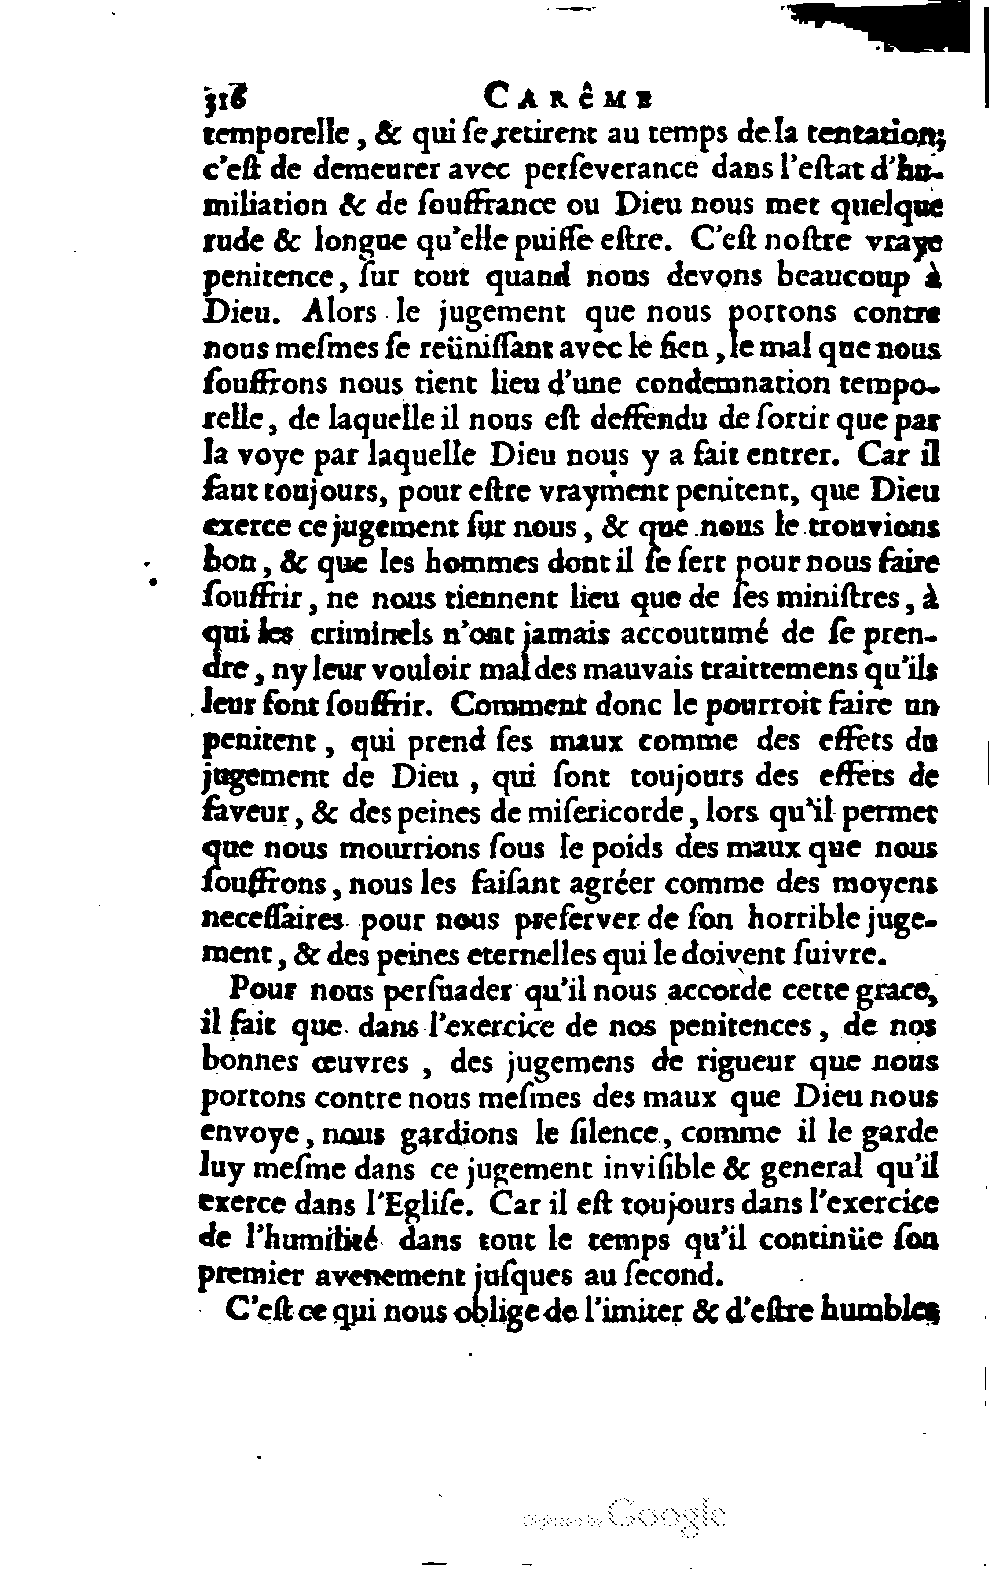 316 CARêME
temporelle, & qui ſe retirent au temps de la tentation;
c'eſt de demeurer avec perſeverance dans l'eſtat d'hu-
miliation & de ſouffrance ou Dieu nous met quelque
rude & longue qu'elle puiſſe eſtre. C'eſt noſtre vraye
penitence, ſur tout quand nous devons beaucoup à
Dieu. Alors le jugement que nous portons contre
nous meſmes ſe reüniſſant avec le ſien, le mal que nous
ſouffrons nous tient lieu d'une condemnation tempo-
relle, de laquelle il nous eſt deffendu de ſortir que par
la voye par laquelle Dieu nous y a fait entrer. Car il
faut toujours, pour eſtre vrayment penitent, que Dieu
exerce ce jugement ſur nous, & que nous le trouvions
bon, & que les hommes dont il ſe ſert pour nous faire
ſouffrir, ne nous tiennent lieu que de ſes miniſtres, à
qui les criminels n'ont jamais accoutumé de ſe pren-
dre, ny leur vouloir mal des mauvais traittemens qu'ils
leur font ſouffrir. Comment donc le pourroit faire un
penitent, qui prend ſes maux comme des effets du
jugement de Dieu, qui ſont toujours des effets de
faveur, & des peines de miſericorde, lors qu'il permet
que nous mourrions ſous le poids des maux que nous
ſouffrons, nous les faiſant agréer comme des moyens
neceſſaires pour nous preſerver de ſon horrible juge-
ment, & des peines eternelles qui le doivent ſuivre.
Pour nous perſuader qu'il nous accorde cette grace,
il fait que dans l'exercice de nos penitences, de nos
bonnes œuvres, des jugemens de rigueur que nous
portons contre nous meſmes des maux que Dieu nous
envoye, nous gardions le ſilence, comme il le garde
luy meſme dans ce jugement inviſible & general qu'il
exerce dans l'Egliſe. Car il eſt toujours dans l'exercice
de l'humilité dans tout le temps qu'il continüe ſon
premier avenement juſques au ſecond.
C'eſt ce qui nous oblige de l'imiter & d'eſtre humbles
Digitized by Google